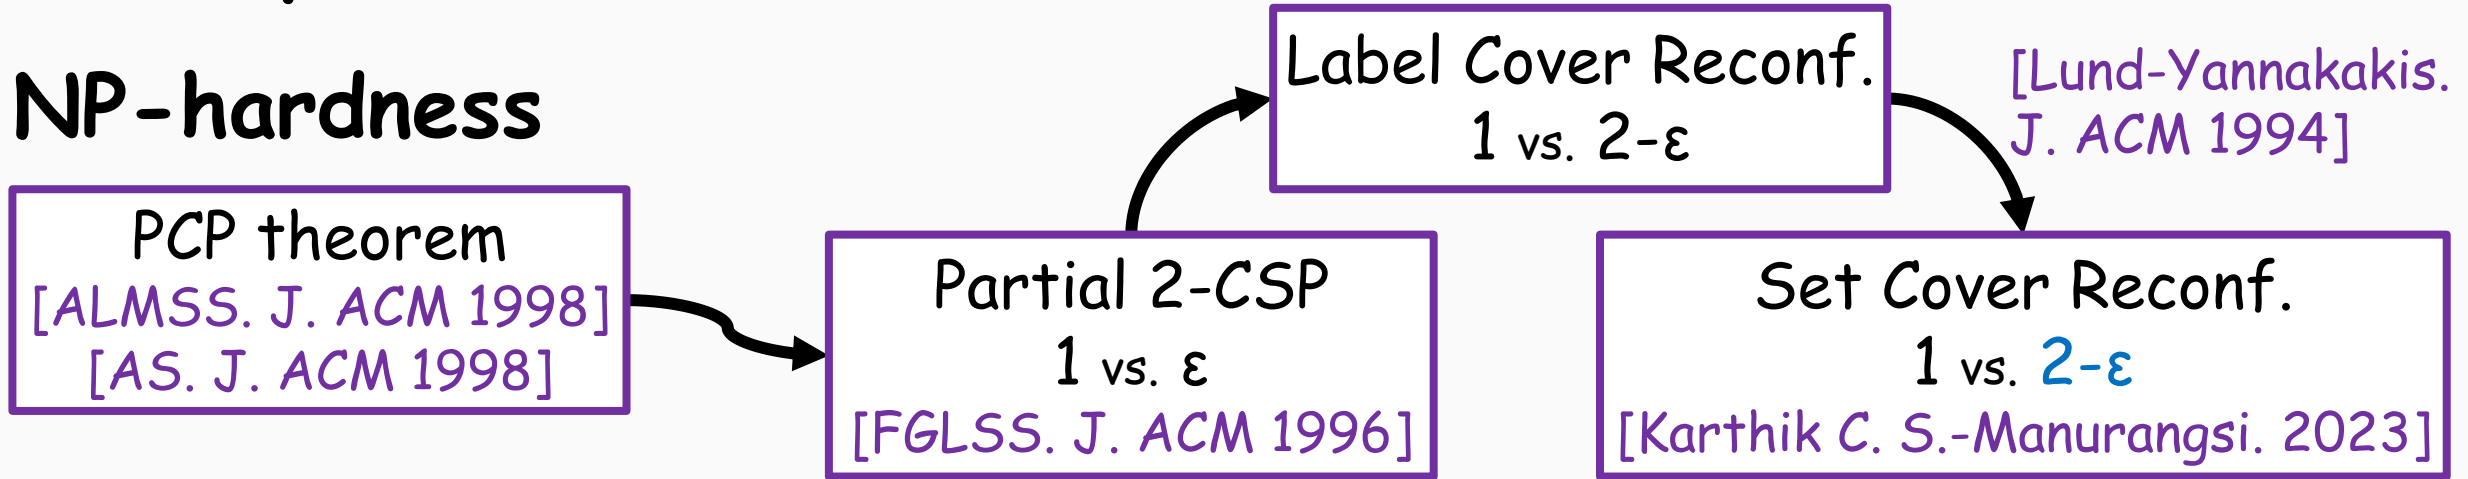 NP-hardness
PCP theorem
[ALMSS. J. ACM 1998]
[AS. J. ACM 1998]
Partial 2-CSP
1 vs. ε
[FGLSS. J. ACM 1996]
Label Cover Reconf.
1 vs. 2-ε
[Lund-Yannakakis.
J. ACM 1994]
Set Cover Reconf.
1 vs. 2-ε
[Karthik C. S.-Manurangsi. 2023]